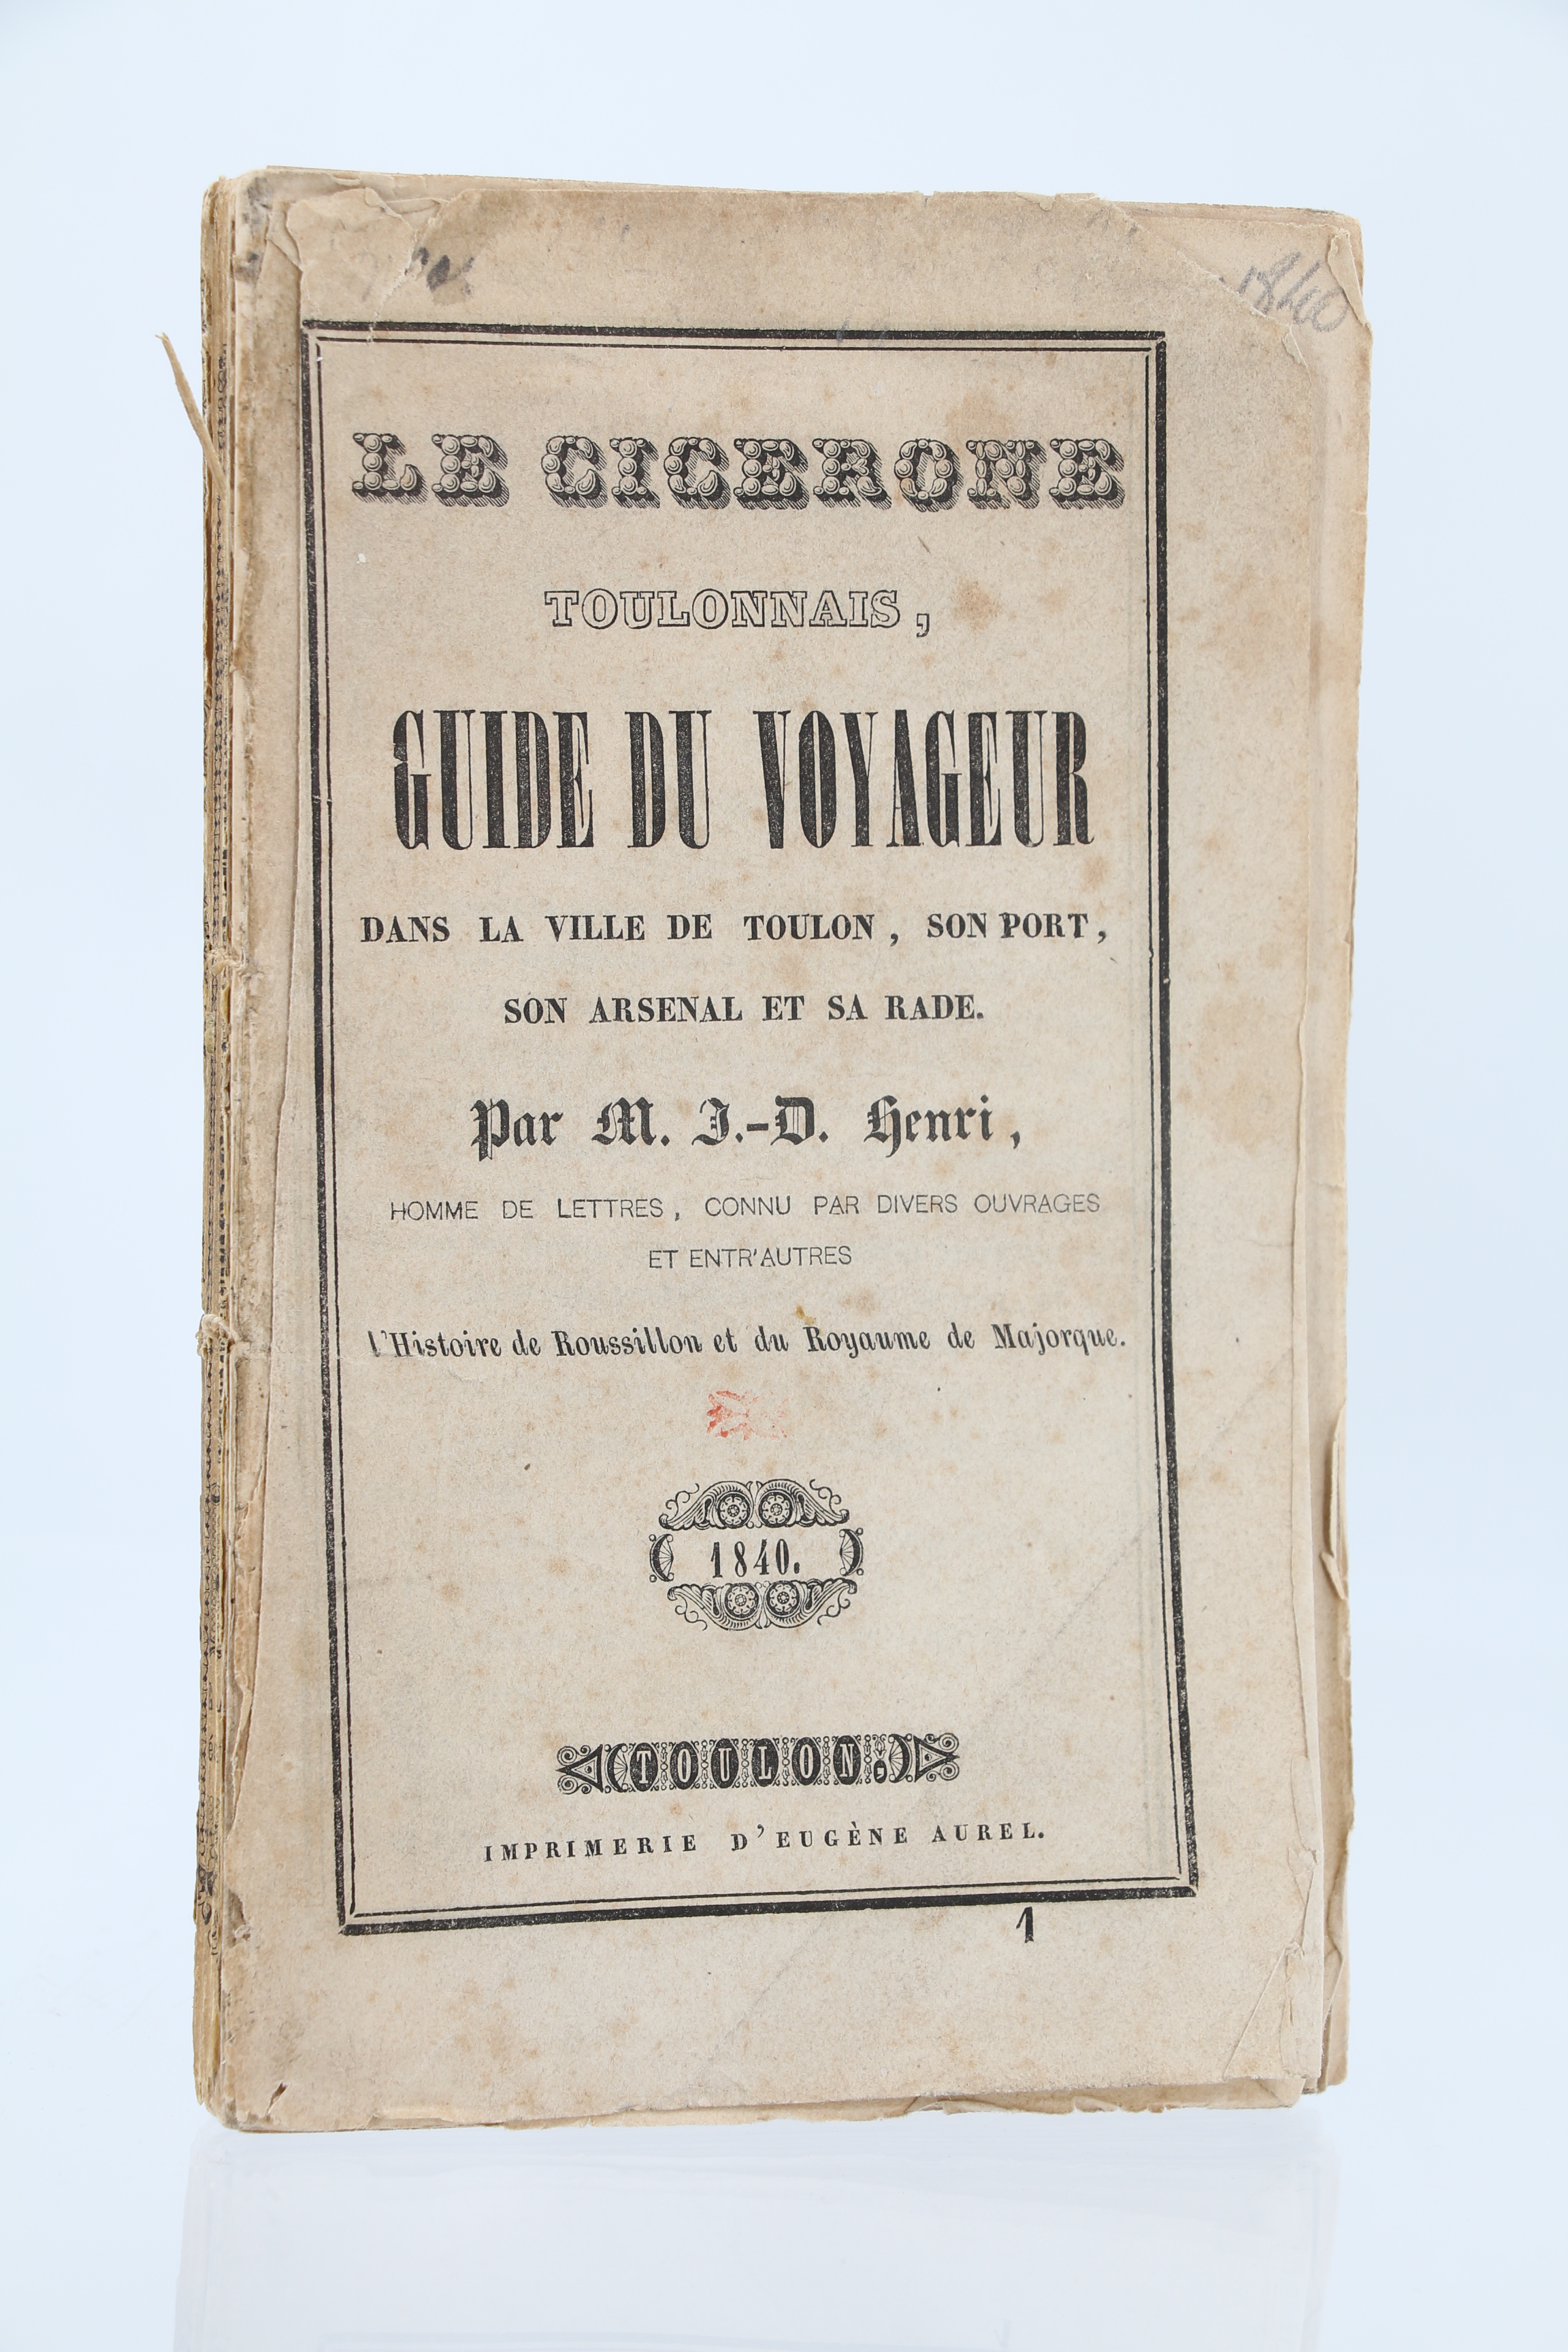 1840
LE CICERONE
TOULONNAIS,
GUIDE DU VOYAGEUR
DANS LA VILLE DE TOULON, SON PORT,
SON ARSENAL ET SA RADE.
Par M. J.-D. Henri,
HOMME DE LETTRES, CONNU PAR DIVERS OUVRAGES
ET ENTR'AUTRES
l'Histoire de Roussillon et du Royaume de Majorque.
1840.
TOULON:
IMPRIMERIE D'EUGÈNE AUREL.
1